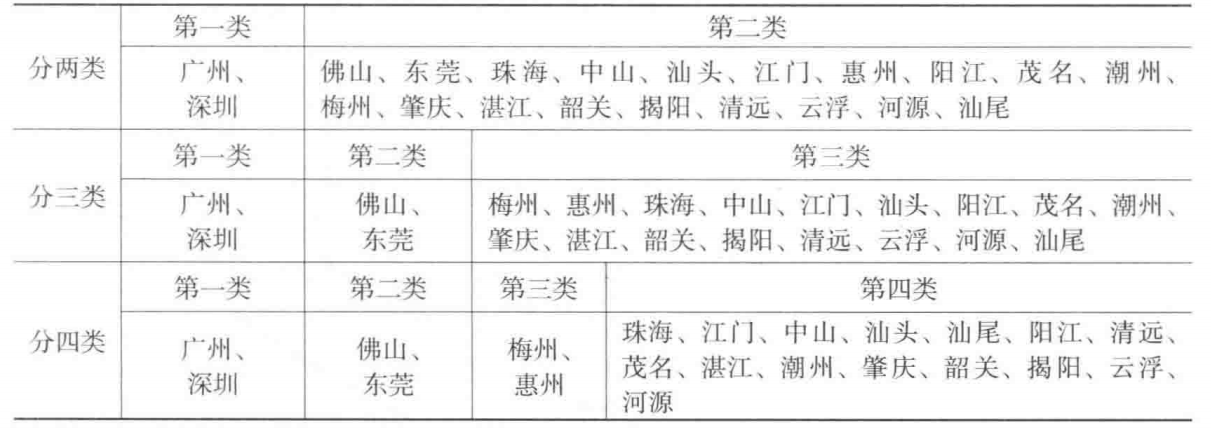 第一类 第二类
分两类
广州、 佛山、东莞、珠海、中山、汕头、江门、惠州、阳江、茂名、潮州、
深圳 梅州、肇庆、湛江、韶关、揭阳、清远、云浮、河源、汕尾
第一类 第二类 第三类
分三类
广州、 佛山、 梅州、惠州、珠海、中山、江门、汕头、阳江、茂名、潮州、
深圳 东莞 肇庆、湛江、韶关、揭阳、清远、云浮、河源、汕尾
第一类 第二类 第三类 第四类
分四类
广州、 佛山、 梅州、 珠海、江门、中山、汕头、汕尾、阳江、清远、
深圳 东莞 惠州 茂名、湛江、潮州、肇庆、韶关、揭阳、云浮、
河源